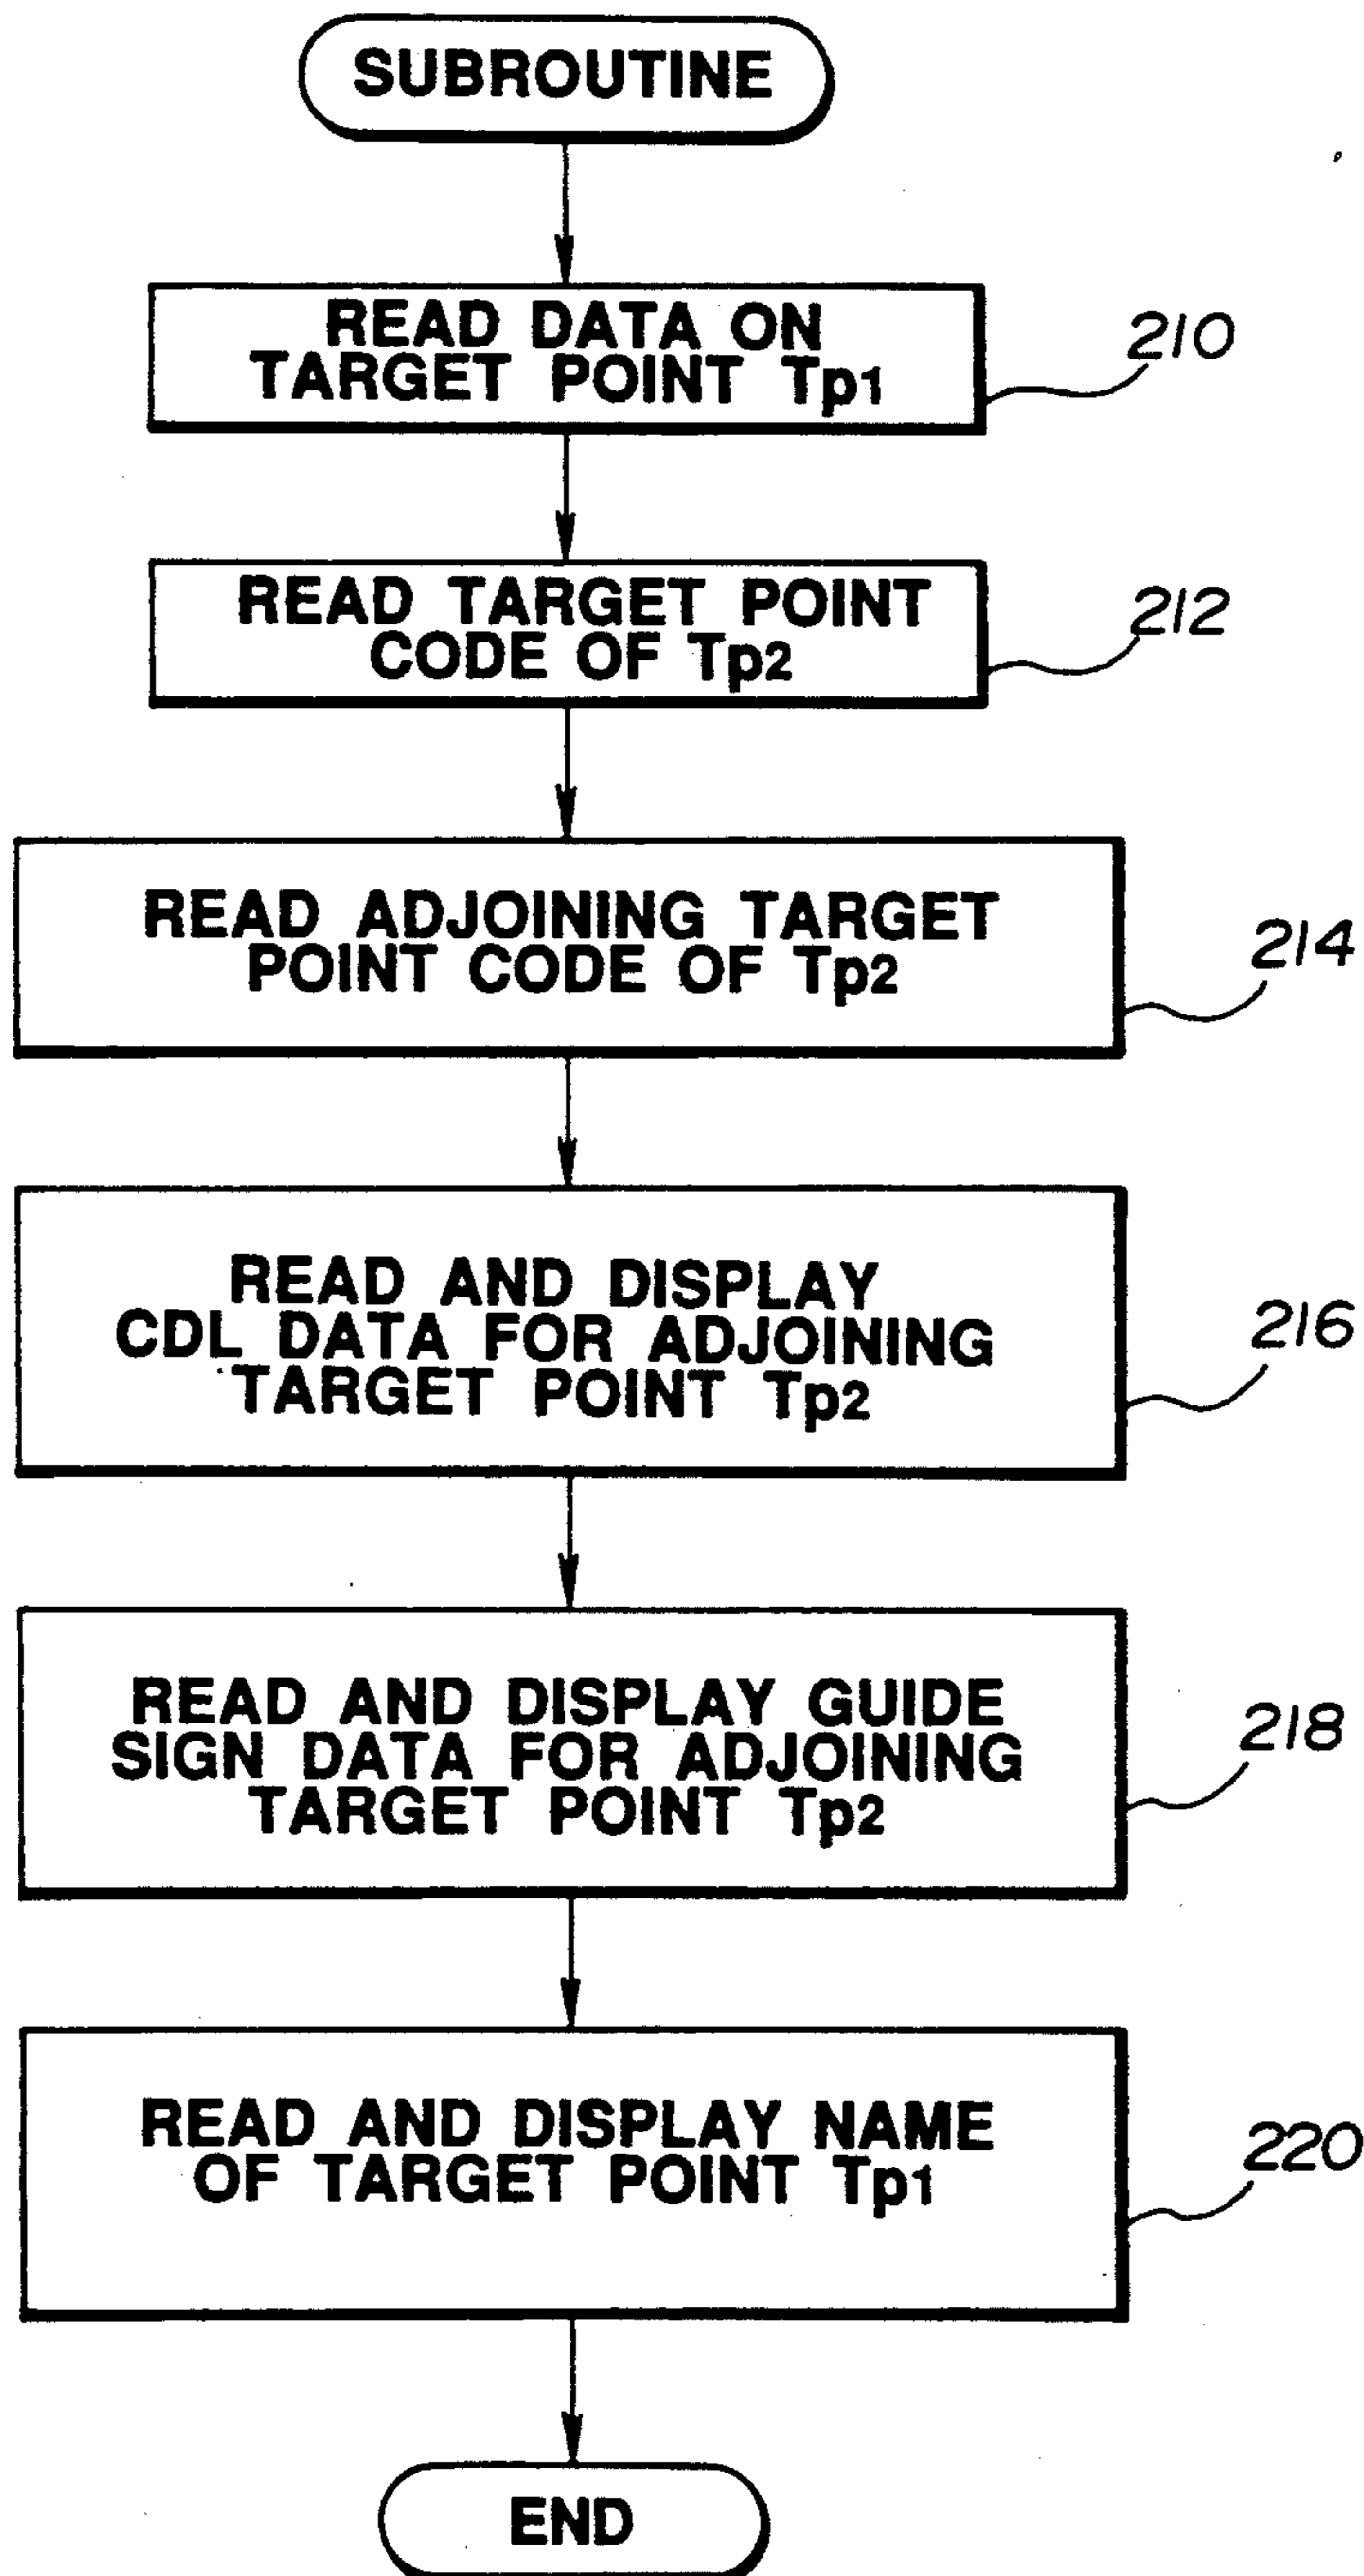 SUBROUTINE
READ DATA ON
TARGET POINT Tp1
210
READ TARGET POINT
CODE OF Tp2
212
READ ADJOINING TARGET
POINT CODE OF Tp2
214
READ AND DISPLAY
CDL DATA FOR ADJOINING
TARGET POINT Tp2
216
READ AND DISPLAY GUIDE
SIGN DATA FOR ADJOINING
TARGET POINT Tp2
218
READ AND DISPLAY NAME
OF TARGET POINT Tp1
220
END